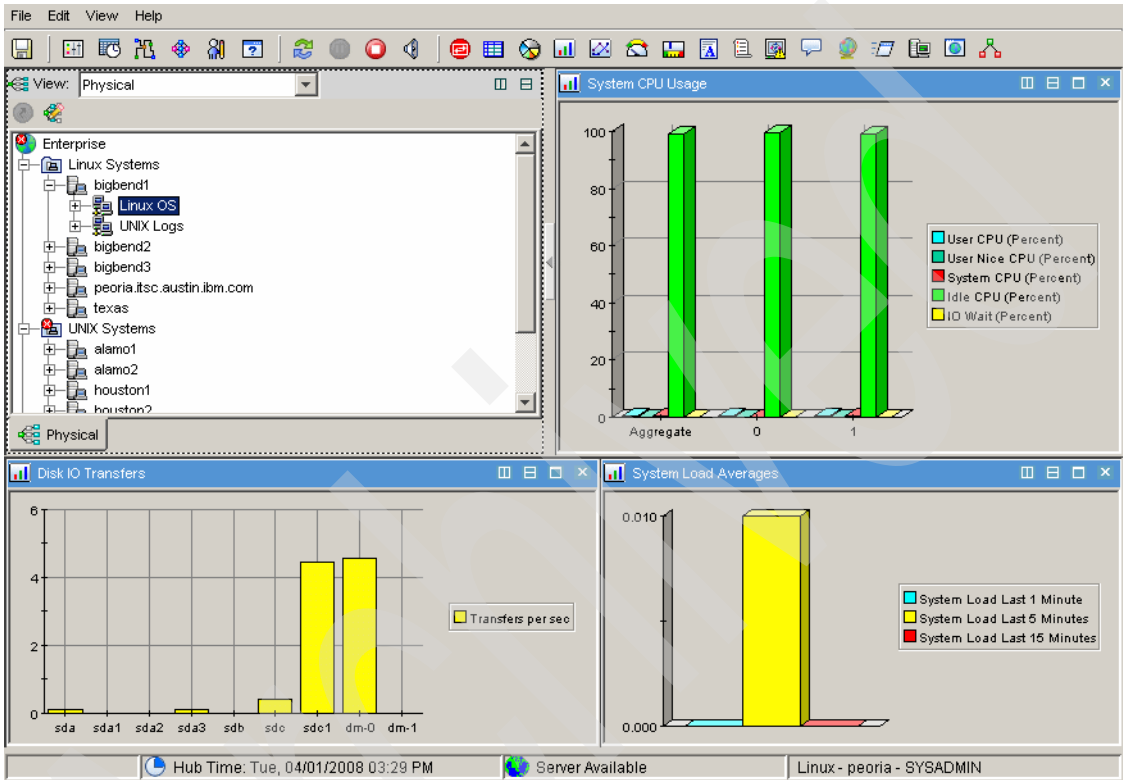 File Edit View Help
View: Physical
Enterprise
Linux Systems
bigbend1
Linux OS
UNIX Logs
bigbend2
bigbend3
peoria.itsc.austin.ibm.com
texas
UNIX Systems
alamo1
alamo2
houston1
houston2
Physical
System CPU Usage
100
80
60
40
20
0
Aggregate 0 1
User CPU (Percent)
User Nice CPU (Percent)
System CPU (Percent)
Idle CPU (Percent)
IO Wait (Percent)
Disk IO Transfers
6
4
2
0
sda sda1 sda2 sda3 sdb sdc sdc1 dm-0 dm-1
Transfers per sec
System Load Averages
0.010
0.000
System Load Last 1 Minute
System Load Last 5 Minutes
System Load Last 15 Minutes
Hub Time: Tue, 04/01/2008 03:29 PM
Server Available
Linux - peoria - SYSADMIN